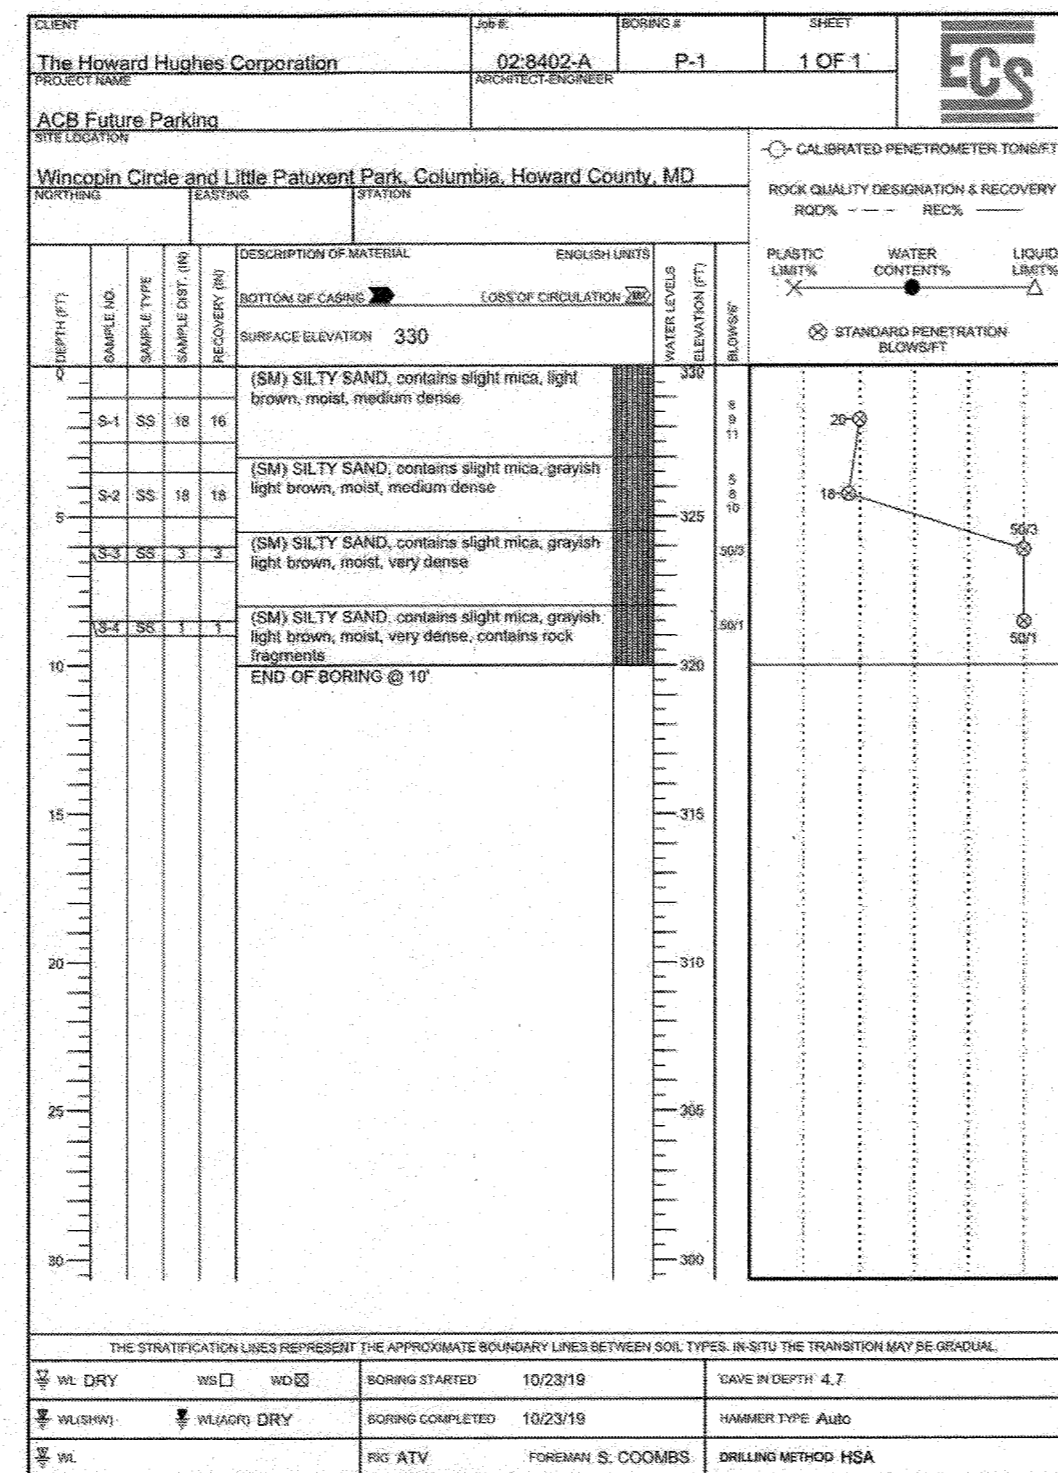 CLIENT
The Howard Hughes Corporation
Job #:
02:8402-A
BORING #
P-1
SHEET
1 OF 1
ECS
PROJECT NAME
ACB Future Parking
ARCHITECT-ENGINEER
SITE LOCATION
Wincopin Circle and Little Patuxent Park, Columbia, Howard County, MD
NORTHING
EASTING
STATION
CALIBRATED PENETROMETER TONS/FT
ROCK QUALITY DESIGNATION & RECOVERY
RQD% REC%
PLASTIC LIMIT%
WATER CONTENT%
LIQUID LIMIT%
STANDARD PENETRATION
BLOWS/FT
DEPTH (FT)
SAMPLE NO.
SAMPLE TYPE
SAMPLE DIST. (IN)
RECOVERY (IN)
DESCRIPTION OF MATERIAL
ENGLISH UNITS
BOTTOM OF CASING
LOSS OF CIRCULATION
SURFACE ELEVATION 330
WATER LEVELS
ELEVATION (FT)
BLOWS/6"
0
(SM) SILTY SAND, contains slight mica, light
brown, moist, medium dense
330
S-1 SS 18 16
8
9
11
20
(SM) SILTY SAND, contains slight mica, grayish
light brown, moist, medium dense
S-2 SS 18 18
8
10
18
5
325
(SM) SILTY SAND, contains slight mica, grayish
light brown, moist, very dense
S-3 SS 3 3
50/3
50/3
(SM) SILTY SAND, contains slight mica, grayish
light brown, moist, very dense, contains rock
fragments
S-4 SS 1 1
50/1
50/1
10
320
END OF BORING @ 10'
15
315
20
310
25
305
30
300
THE STRATIFICATION LINES REPRESENT THE APPROXIMATE BOUNDARY LINES BETWEEN SOIL TYPES. IN-SITU THE TRANSITION MAY BE GRADUAL.
WL DRY WS WD
BORING STARTED 10/23/19
CAVE IN DEPTH 4.7
WL(SHW) WL(ACR) DRY
BORING COMPLETED 10/23/19
HAMMER TYPE Auto
WL
RIG ATV FOREMAN S. COOMBS
DRILLING METHOD HSA